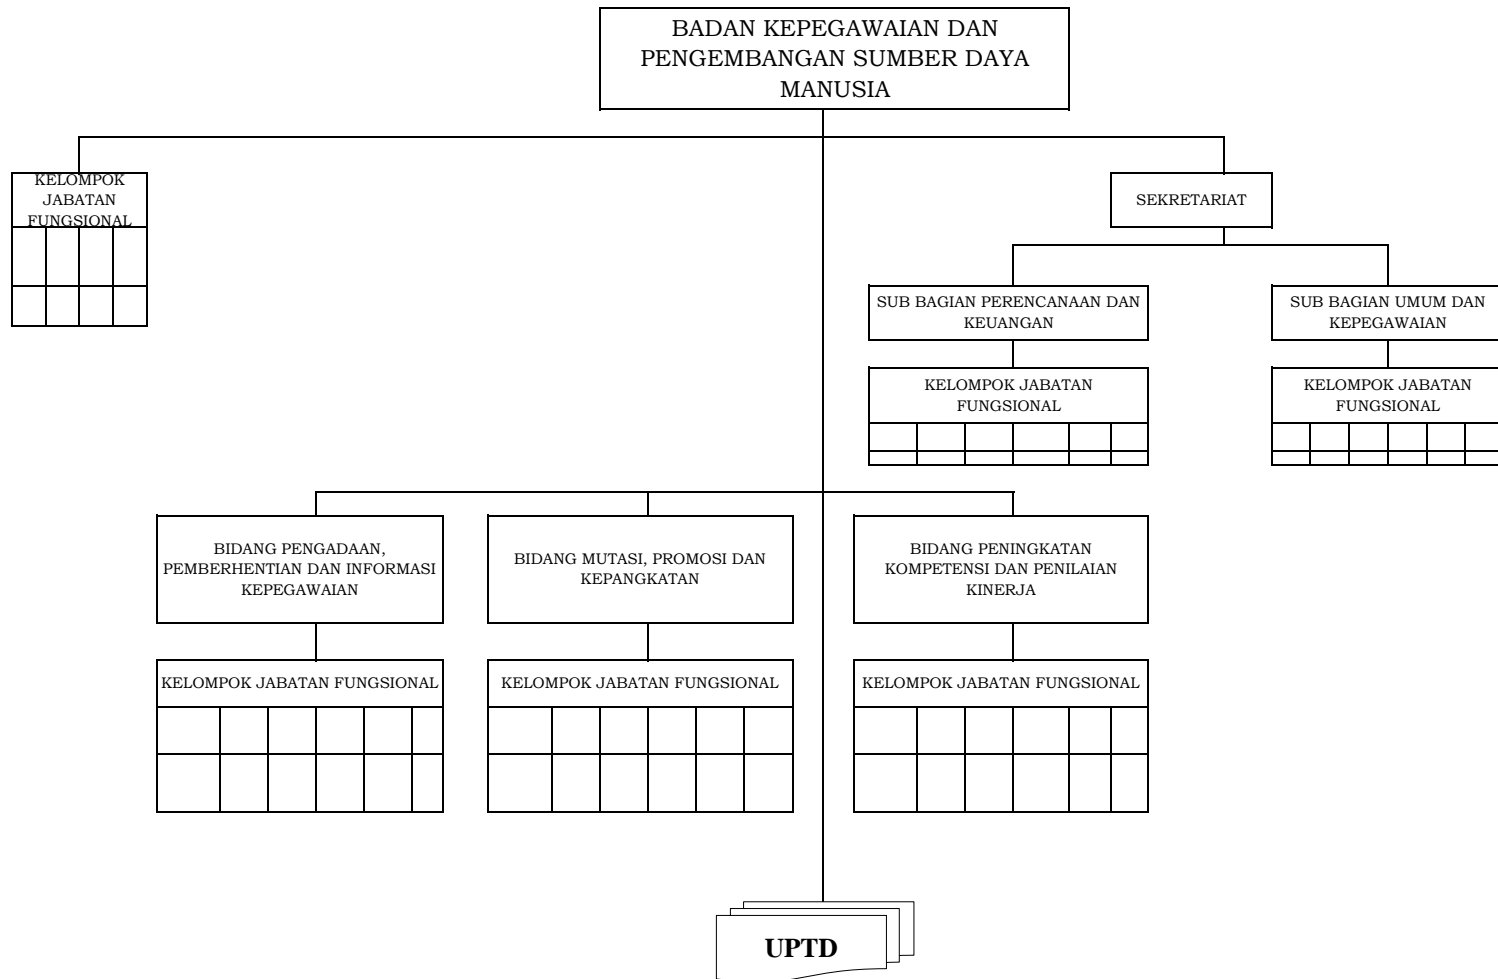 BADAN KEPEGAWAIAN DAN
PENGEMBANGAN SUMBER DAYA
MANUSIA
KELOMPOK
JABATAN
FUNGSIONAL
SEKRETARIAT
SUB BAGIAN PERENCANAAN DAN
KEUANGAN
SUB BAGIAN UMUM DAN
KEPEGAWAIAN
KELOMPOK JABATAN
FUNGSIONAL
KELOMPOK JABATAN
FUNGSIONAL
BIDANG PENGADAAN,
PEMBERHENTIAN DAN INFORMASI
KEPEGAWAIAN
BIDANG MUTASI, PROMOSI DAN
KEPANGKATAN
BIDANG PENINGKATAN
KOMPETENSI DAN PENILAIAN
KINERJA
KELOMPOK JABATAN FUNGSIONAL
KELOMPOK JABATAN FUNGSIONAL
KELOMPOK JABATAN FUNGSIONAL
UPTD